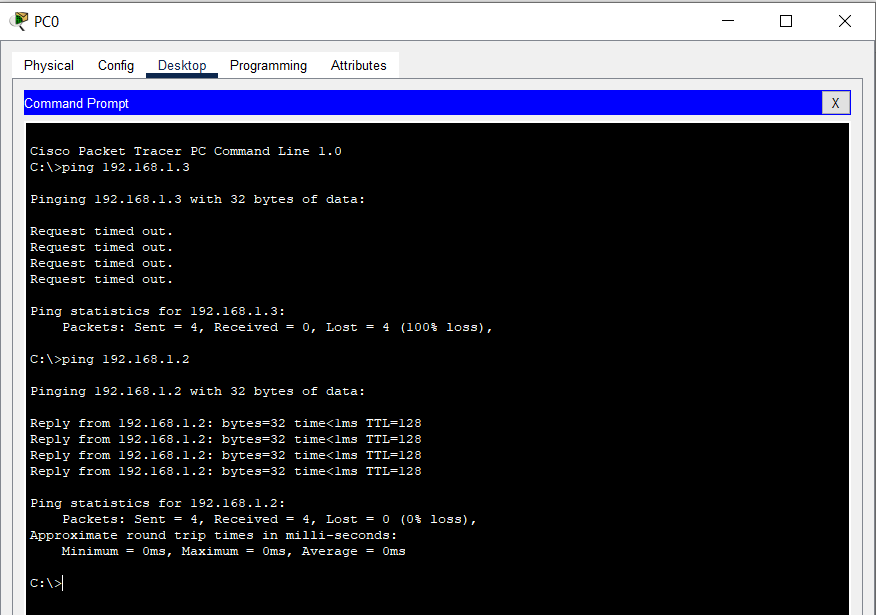 PC0
Physical Config Desktop Programming Attributes
Command Prompt
X
Cisco Packet Tracer PC Command Line 1.0
C:\>ping 192.168.1.3
Pinging 192.168.1.3 with 32 bytes of data:
Request timed out.
Request timed out.
Request timed out.
Request timed out.
Ping statistics for 192.168.1.3:
Packets: Sent = 4, Received = 0, Lost = 4 (100% loss),
C:\>ping 192.168.1.2
Pinging 192.168.1.2 with 32 bytes of data:
Reply from 192.168.1.2: bytes=32 time<1ms TTL=128
Reply from 192.168.1.2: bytes=32 time<1ms TTL=128
Reply from 192.168.1.2: bytes=32 time<1ms TTL=128
Reply from 192.168.1.2: bytes=32 time<1ms TTL=128
Ping statistics for 192.168.1.2:
Packets: Sent = 4, Received = 4, Lost = 0 (0% loss),
Approximate round trip times in milli-seconds:
Minimum = 0ms, Maximum = 0ms, Average = 0ms
C:\>